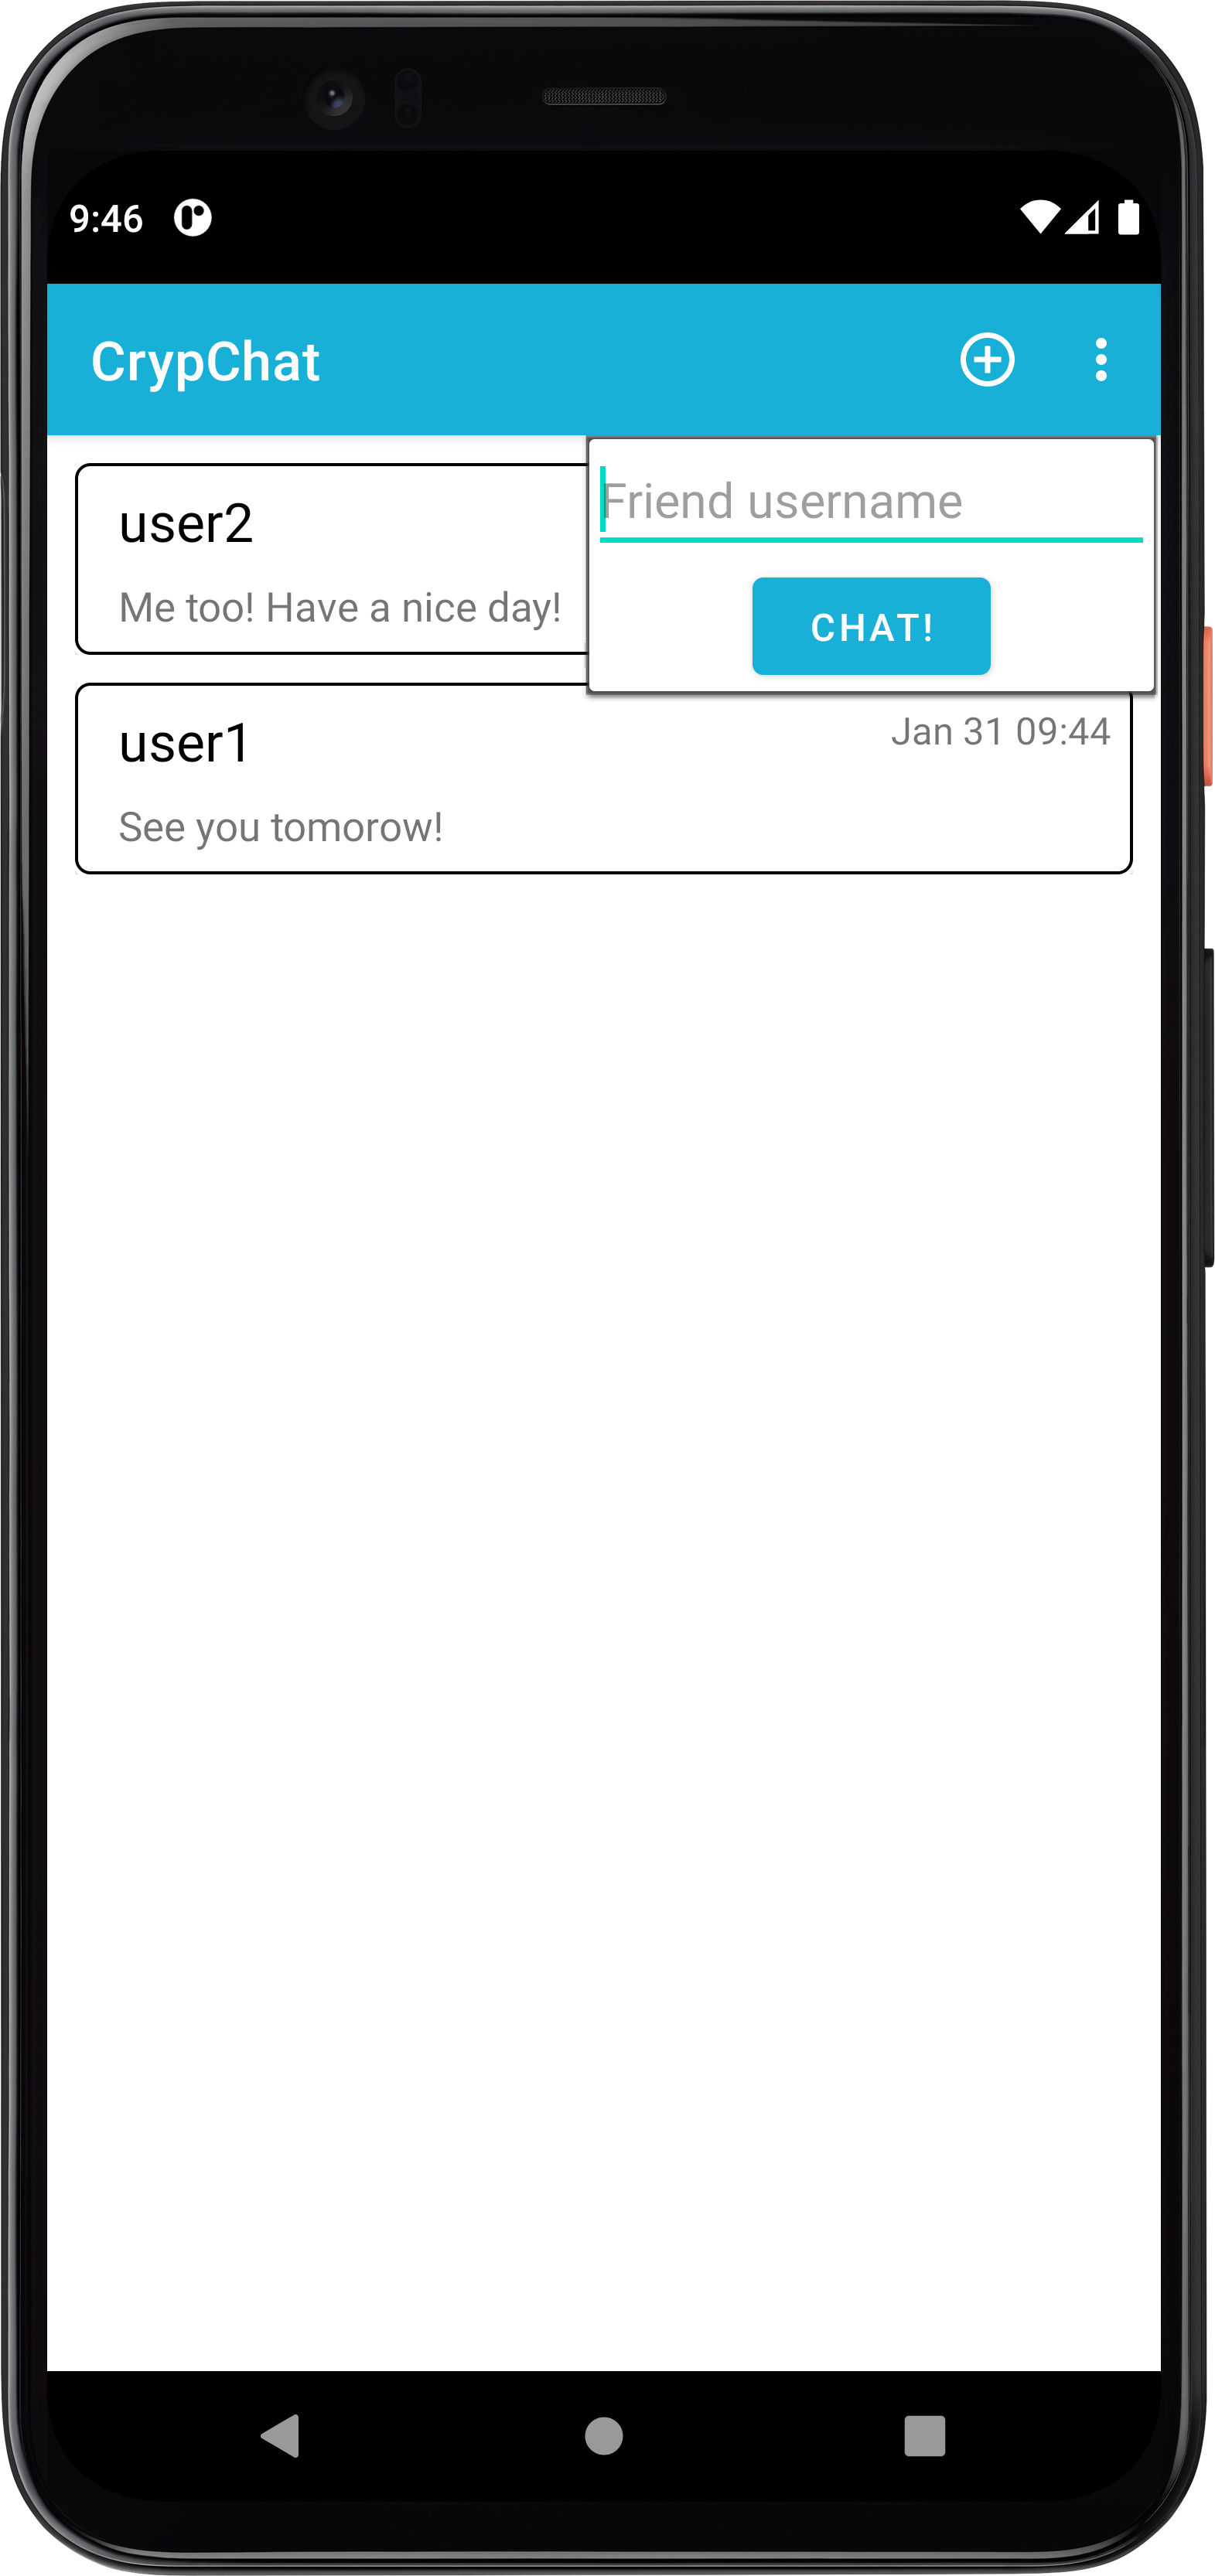 9:46
CrypChat
user2
Me too! Have a nice day!
Friend username
CHAT!
user1
Jan 31 09:44
See you tomorow!